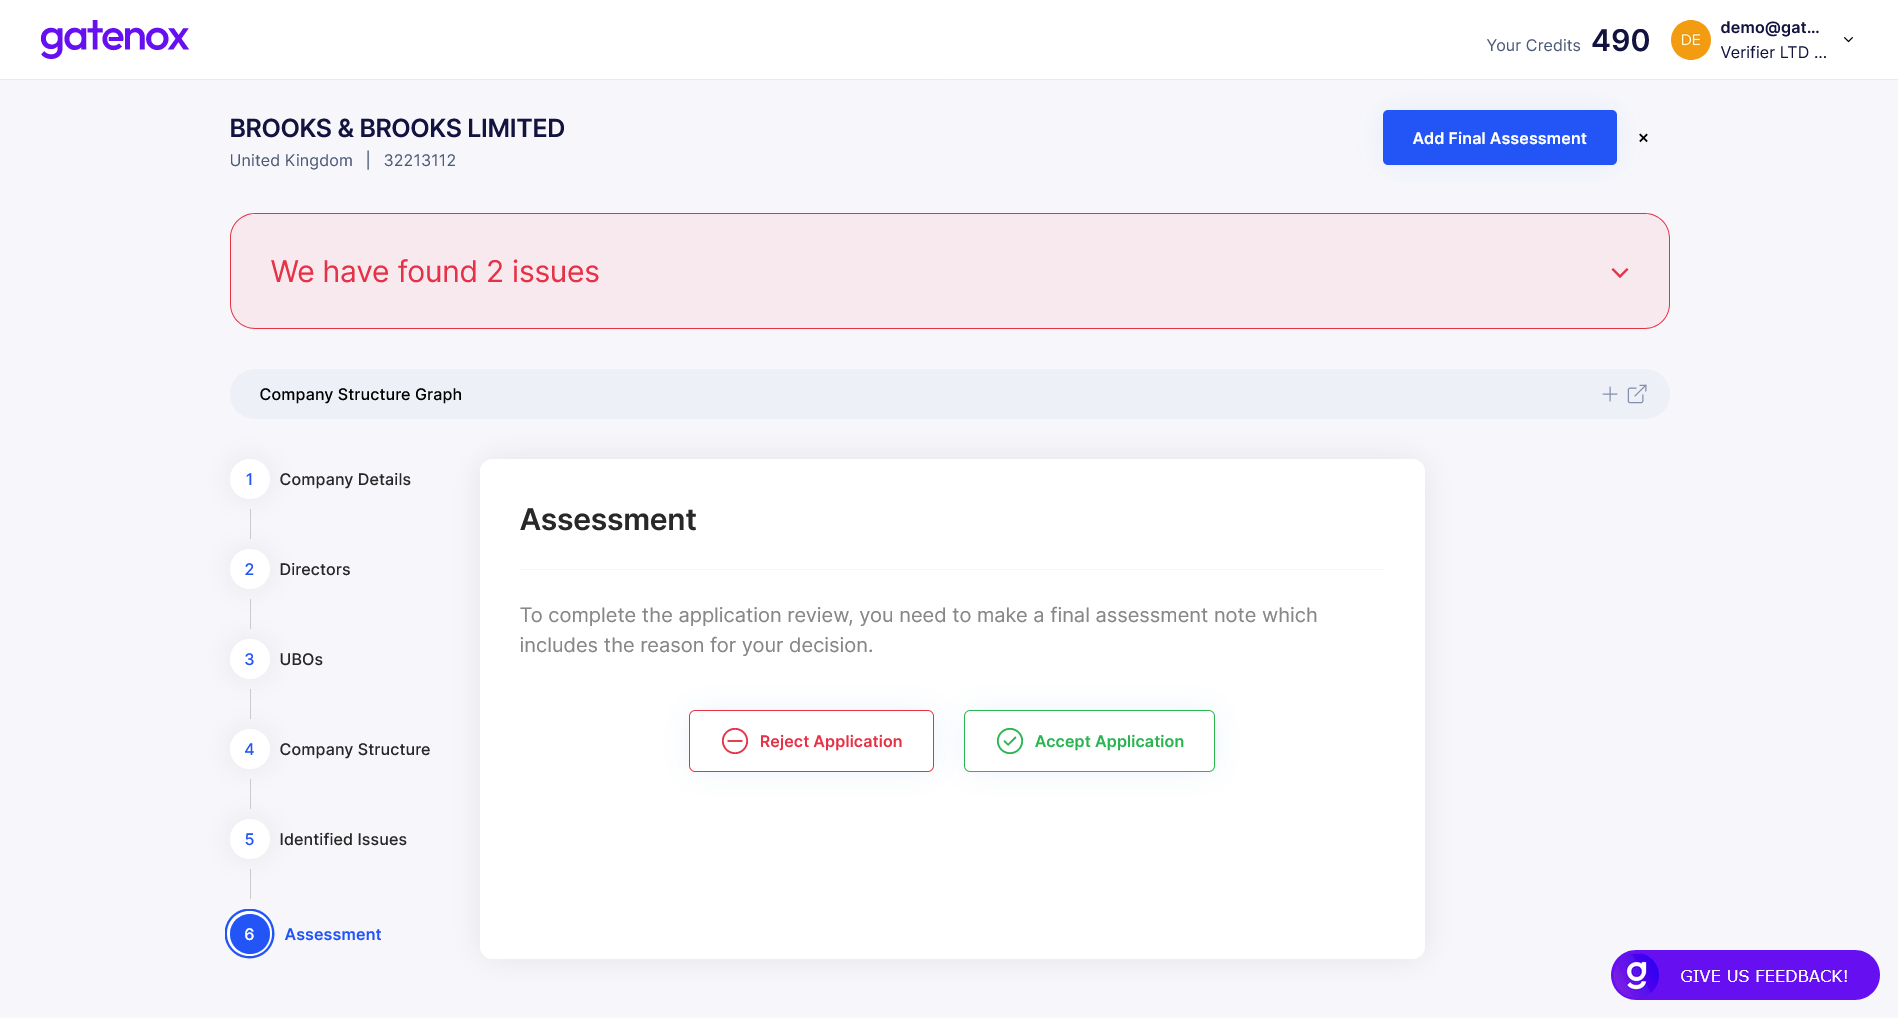 gatenox
Your Credits 490
DE
demo@gat...
Verifier LTD ...
BROOKS & BROOKS LIMITED
United Kingdom | 32213112
Add Final Assessment
We have found 2 issues
Company Structure Graph
1 Company Details
2 Directors
3 UBOs
4 Company Structure
5 Identified Issues
6 Assessment
Assessment
To complete the application review, you need to make a final assessment note which
includes the reason for your decision.
Reject Application
Accept Application
g GIVE US FEEDBACK!